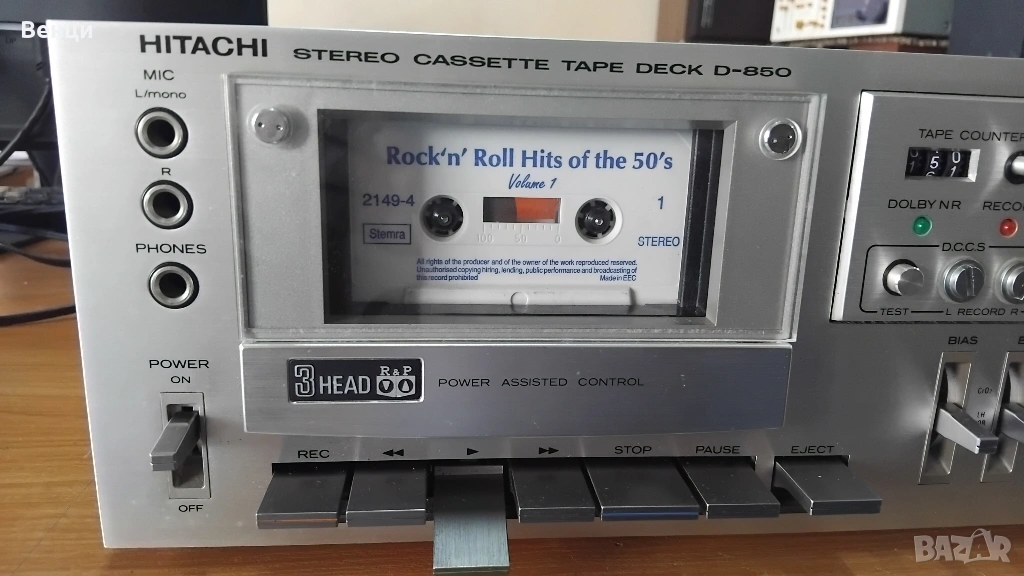 Венци
HITACHI STEREO CASSETTE TAPE DECK D-850
MIC
L/mono
R
PHONES
POWER
ON
OFF
Rock'n' Roll Hits of the 50's
Volume 1
2149-4
1
Stemra
STEREO
100 50 0
All rights of the producer and of the owner of the work reproduced reserved.
Unauthorised copying hiring, lending, public performance and broadcasting of
this record prohibited Made in EEC
3 HEAD R&P
POWER ASSISTED CONTROL
REC
STOP
PAUSE
EJECT
TAPE COUNTER
DOLBY NR
D.C.C.S
TEST
L RECORD R
BIAS
BAZAR